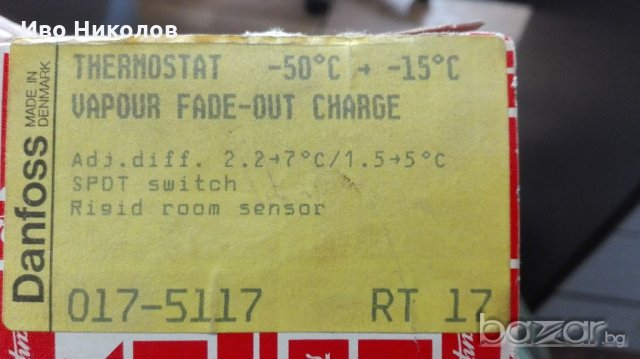 Иво Николов
THERMOSTAT -50°C → -15°C
VAPOUR FADE-OUT CHARGE
Adj.diff. 2.2→7°C/1.5→5°C
SPDT switch
Rigid room sensor
017-5117 RT 17
Danfoss
MADE IN
DENMARK
bazar.bg